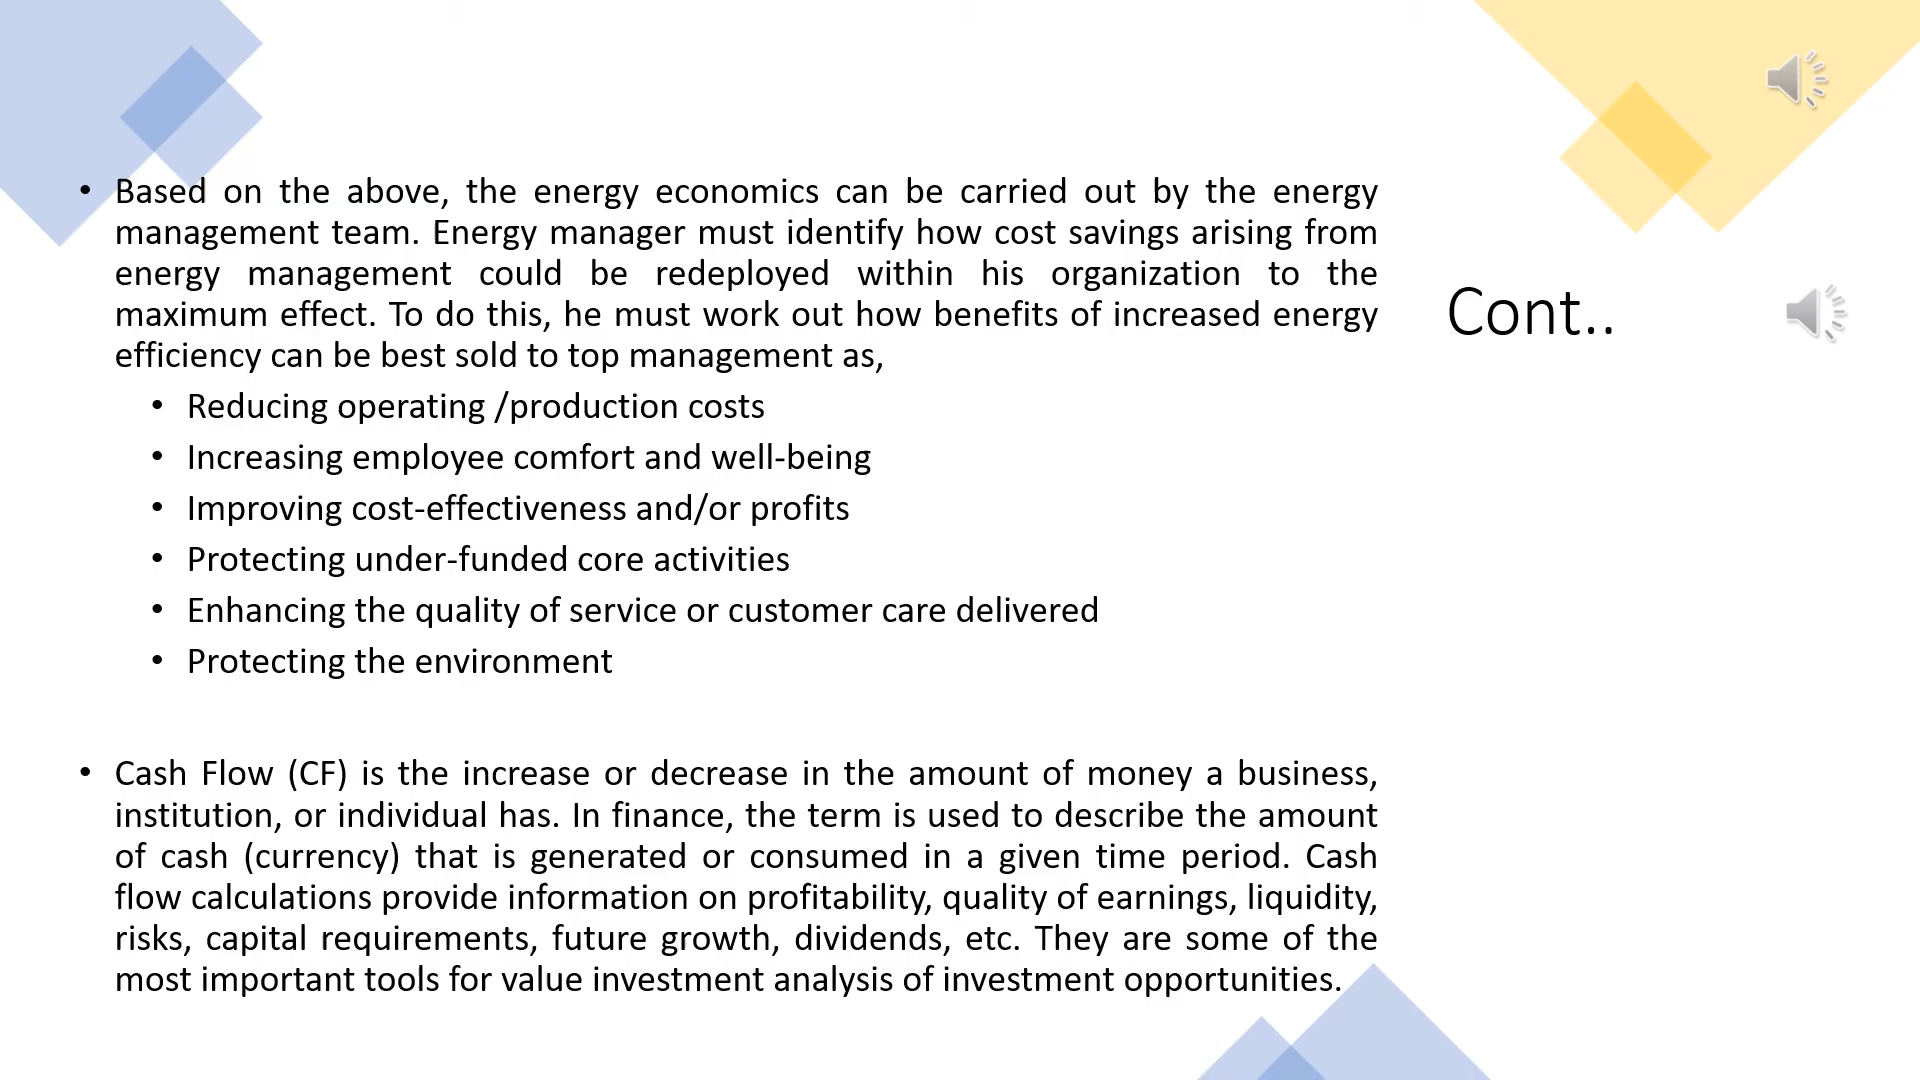 • Based on the above, the energy economics can be carried out by the energy
management team. Energy manager must identify how cost savings arising from
energy management could be redeployed within his organization to the
maximum effect. To do this, he must work out how benefits of increased energy
efficiency can be best sold to top management as,
• Reducing operating /production costs
• Increasing employee comfort and well-being
• Improving cost-effectiveness and/or profits
• Protecting under-funded core activities
• Enhancing the quality of service or customer care delivered
• Protecting the environment
• Cash Flow (CF) is the increase or decrease in the amount of money a business,
institution, or individual has. In finance, the term is used to describe the amount
of cash (currency) that is generated or consumed in a given time period. Cash
flow calculations provide information on profitability, quality of earnings, liquidity,
risks, capital requirements, future growth, dividends, etc. They are some of the
most important tools for value investment analysis of investment opportunities.
Cont..